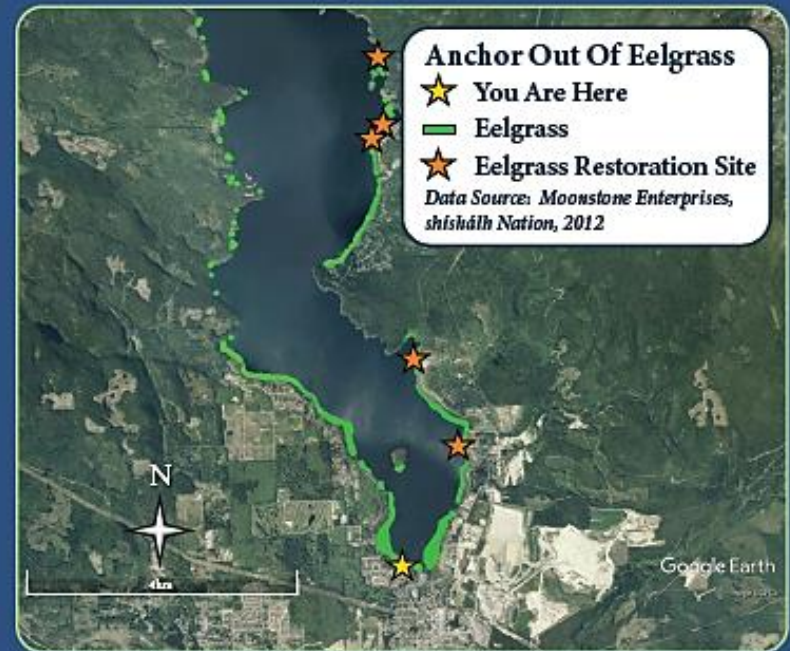 Anchor Out Of Eelgrass
You Are Here
Eelgrass
Eelgrass Restoration Site
Data Source: Moonstone Enterprises,
shíshálh Nation, 2012
N
4km
Google Earth